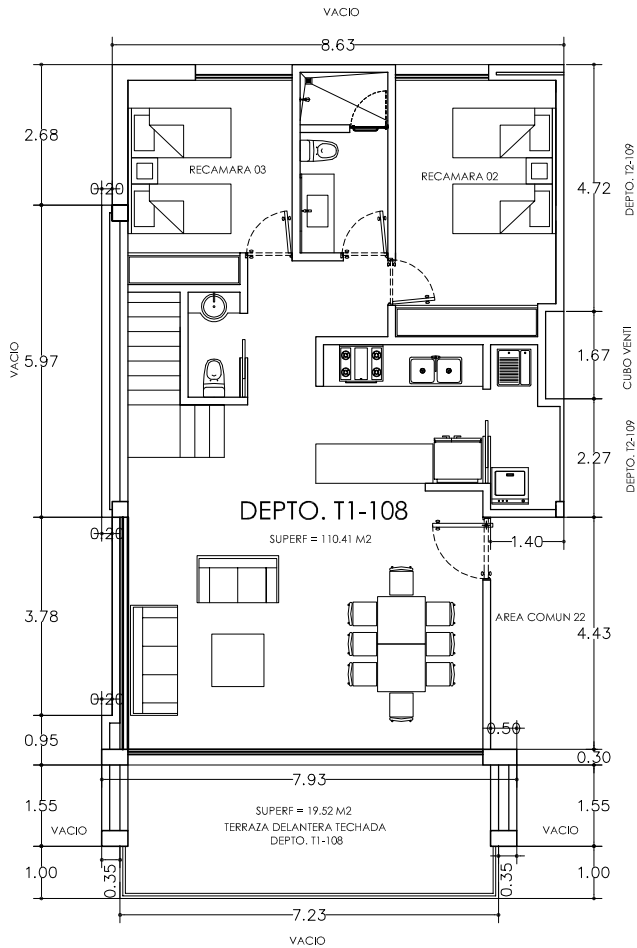 VACIO
8.63
2.68
0.20
RECAMARA 03
RECAMARA 02
4.72
DEPTO. T2-109
VACIO
5.97
1.67
CUBO VENTI
2.27
DEPTO. T2-109
DEPTO. T1-108
SUPERF = 110.41 M2
0.20
1.40
3.78
AREA COMUN 22
4.43
0.20
0.50
0.95
0.30
7.93
1.55
SUPERF = 19.52 M2
1.55
VACIO
TERRAZA DELANTERA TECHADA
VACIO
DEPTO. T1-108
1.00
0.35
0.35
1.00
7.23
VACIO